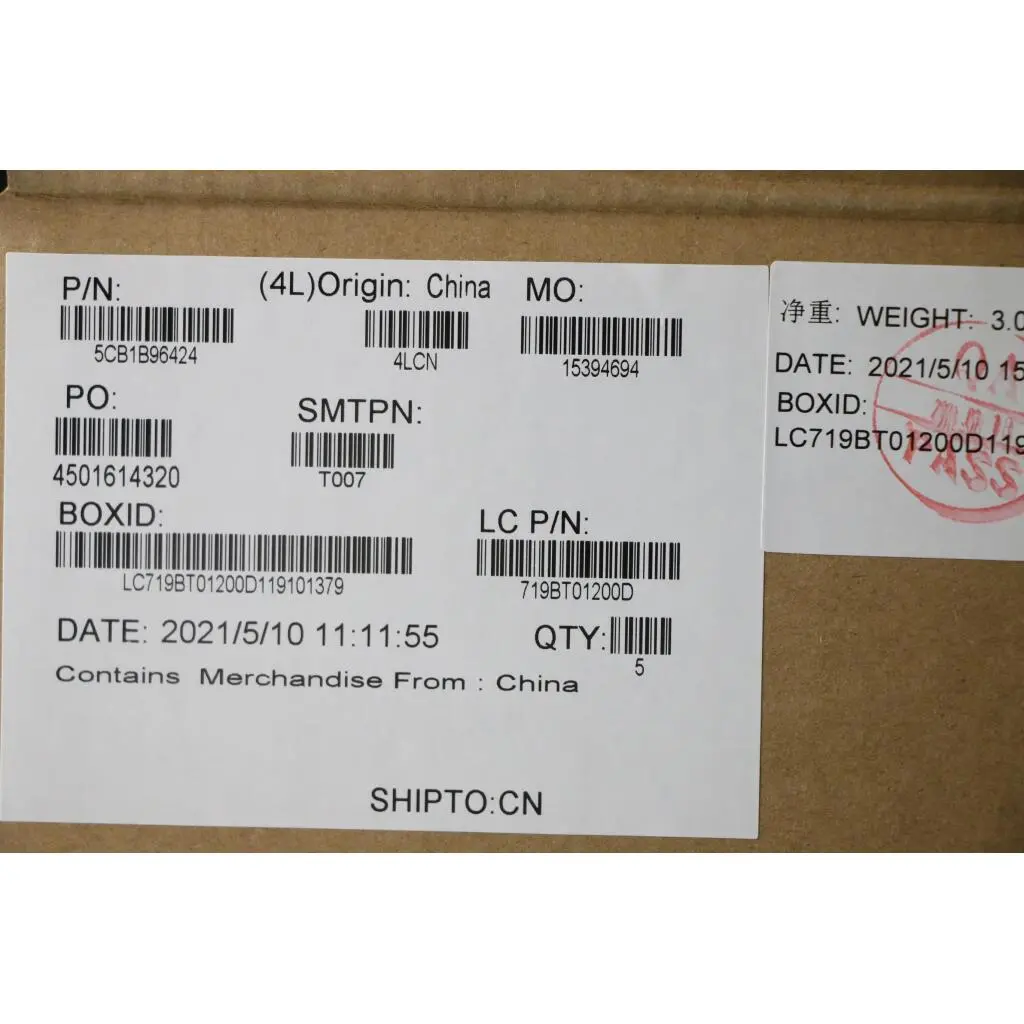 P/N: (4L)Origin: China MO:
5CB1B96424 4LCN 15394694
PO: SMTPN:
4501614320 T007
BOXID: LC P/N:
LC719BT01200D119101379 719BT01200D
DATE: 2021/5/10 11:11:55 QTY:
5
Contains Merchandise From : China
SHIPTO:CN
净重: WEIGHT: 3.0
DATE: 2021/5/10 15
BOXID:
LC719BT01200D119